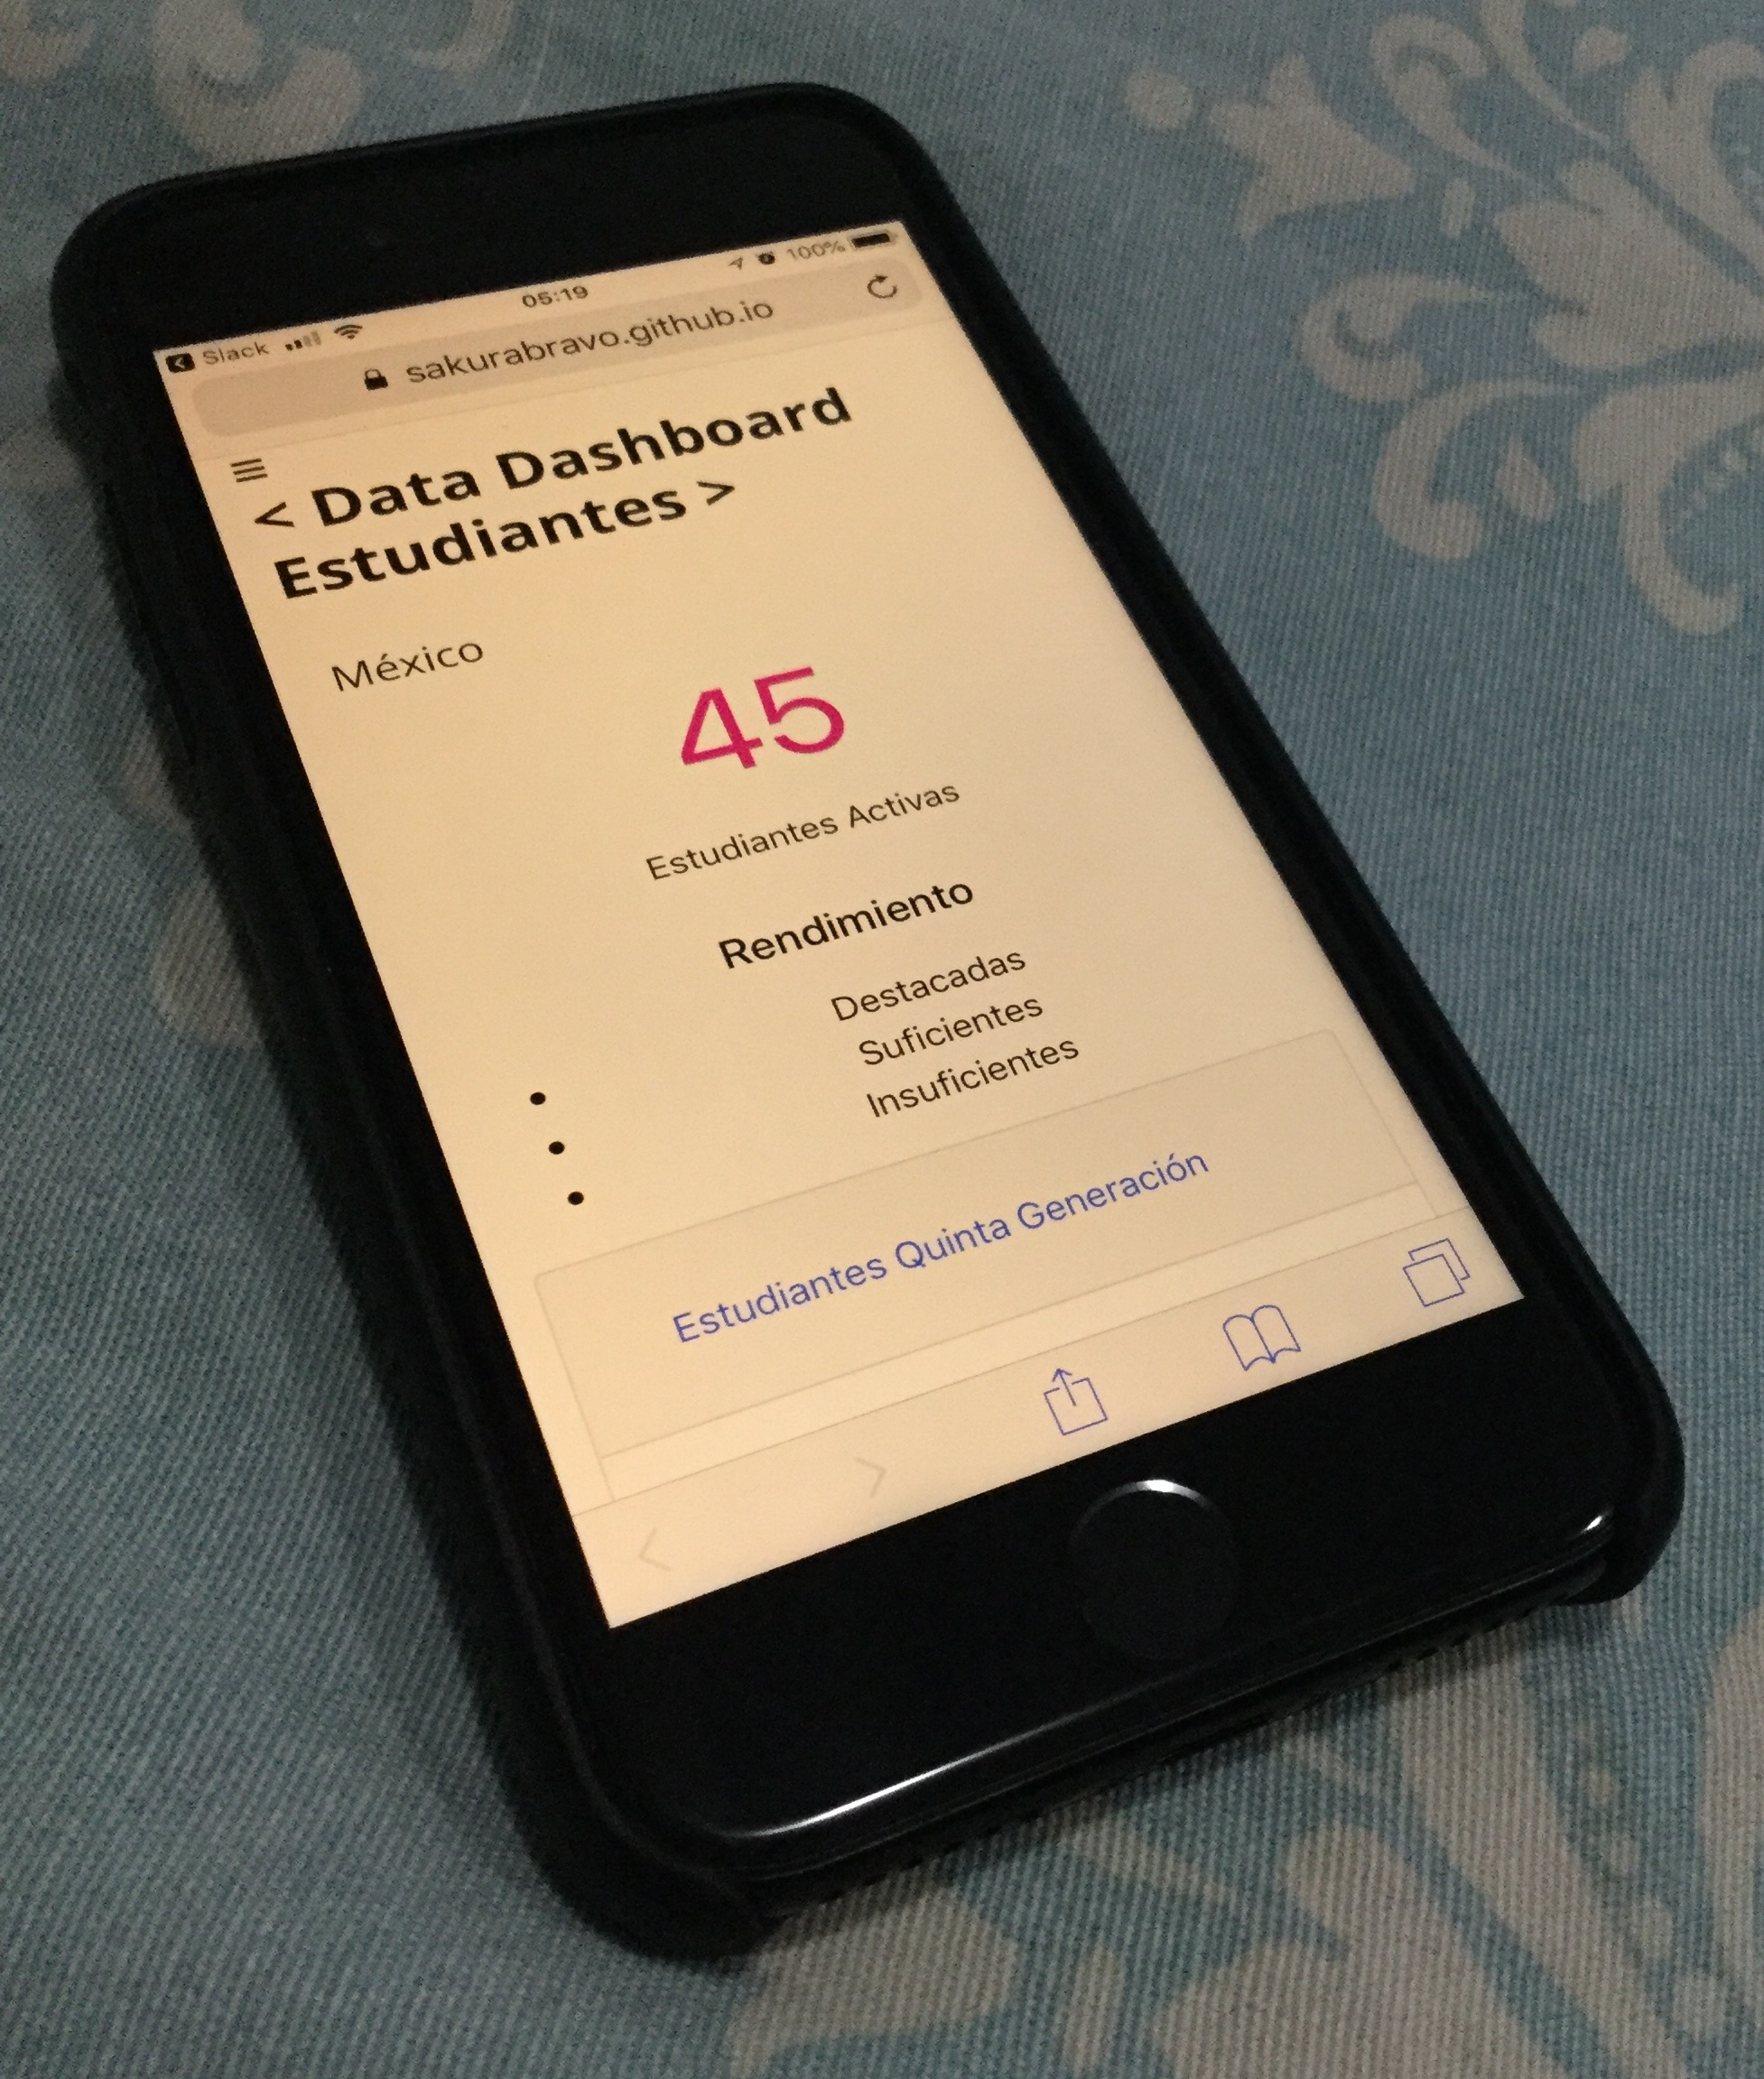 Slack 05:19 100%
sakurabravo.github.io
< Data Dashboard
Estudiantes >
México
45
Estudiantes Activas
Rendimiento
Destacadas
Suficientes
Insuficientes
Estudiantes Quinta Generación